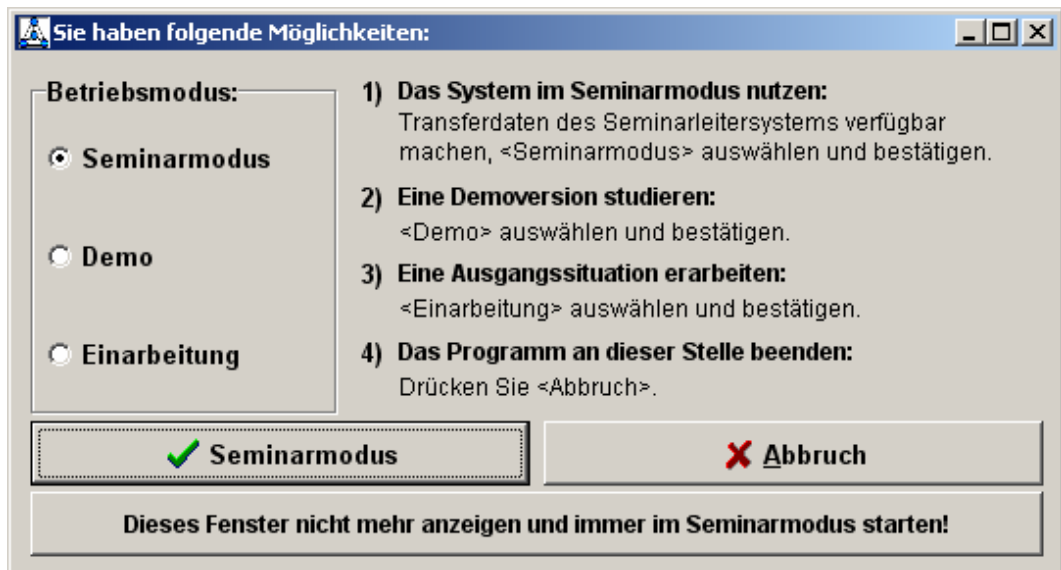 Sie haben folgende Möglichkeiten:
Betriebsmodus:
Seminarmodus
Demo
Einarbeitung
1) Das System im Seminarmodus nutzen:
Transferdaten des Seminarleitersystems verfügbar
machen, <Seminarmodus> auswählen und bestätigen.
2) Eine Demoversion studieren:
<Demo> auswählen und bestätigen.
3) Eine Ausgangssituation erarbeiten:
<Einarbeitung> auswählen und bestätigen.
4) Das Programm an dieser Stelle beenden:
Drücken Sie <Abbruch>.
Seminarmodus
Abbruch
Dieses Fenster nicht mehr anzeigen und immer im Seminarmodus starten!